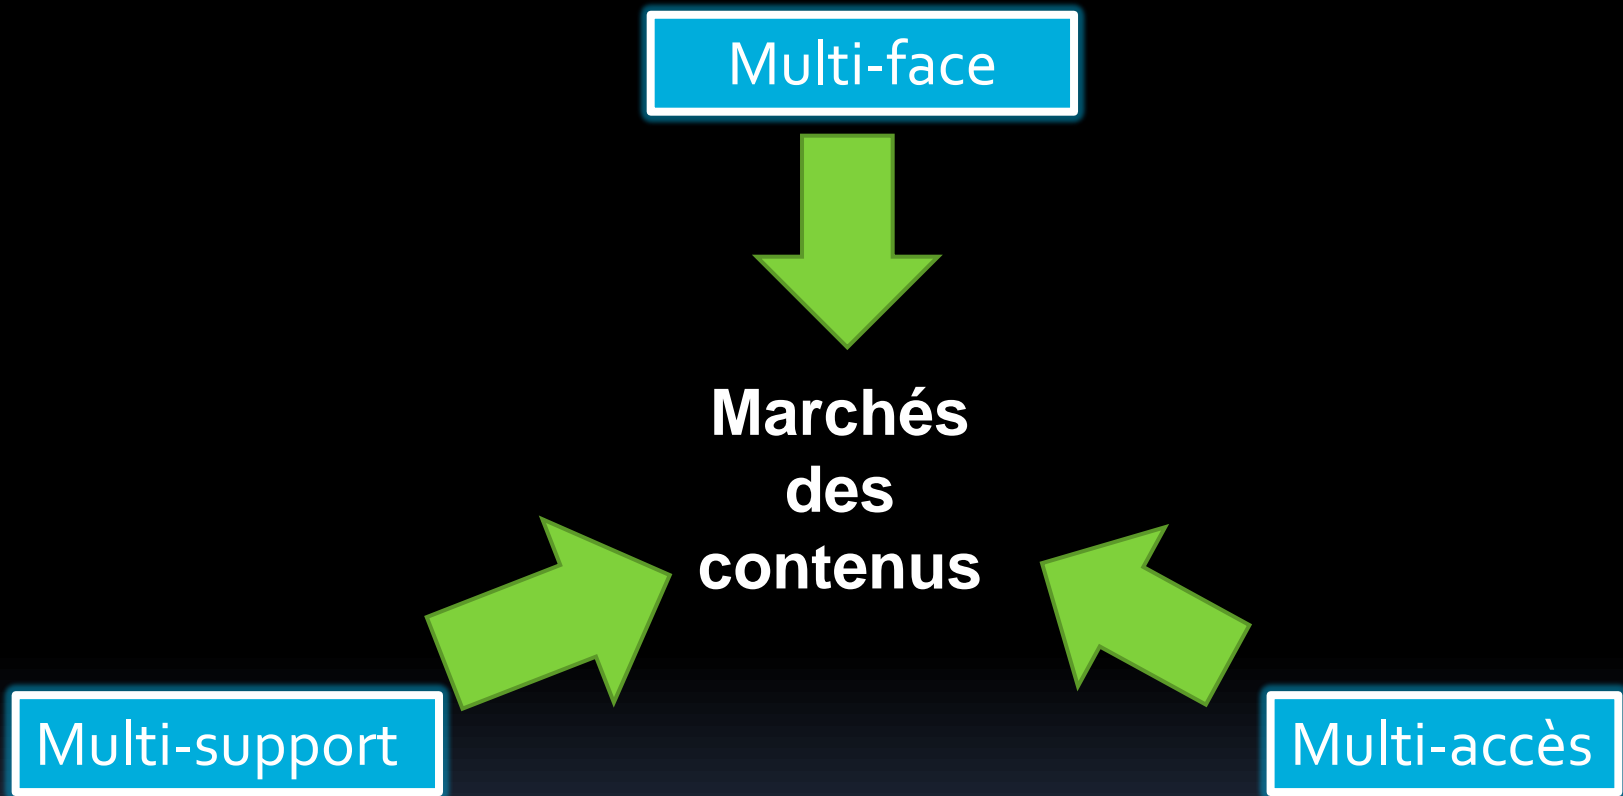 Multi-face
Marchés
des
contenus
Multi-support
Multi-accès